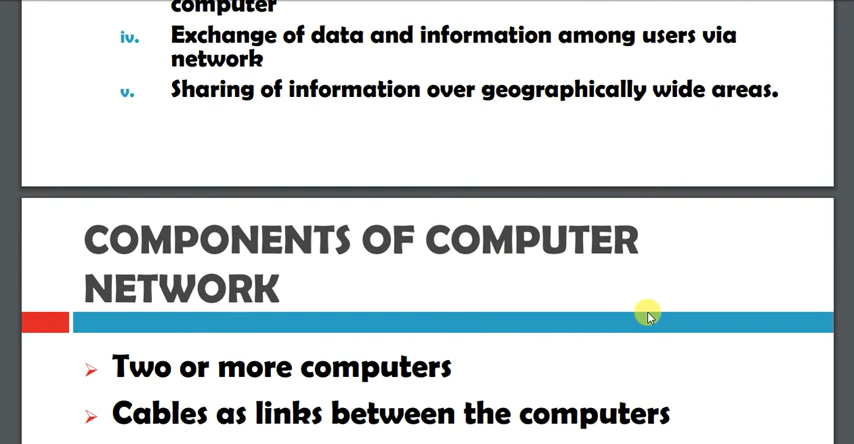 computer
iv. Exchange of data and information among users via
network
v. Sharing of information over geographically wide areas.
COMPONENTS OF COMPUTER
NETWORK
Two or more computers
Cables as links between the computers